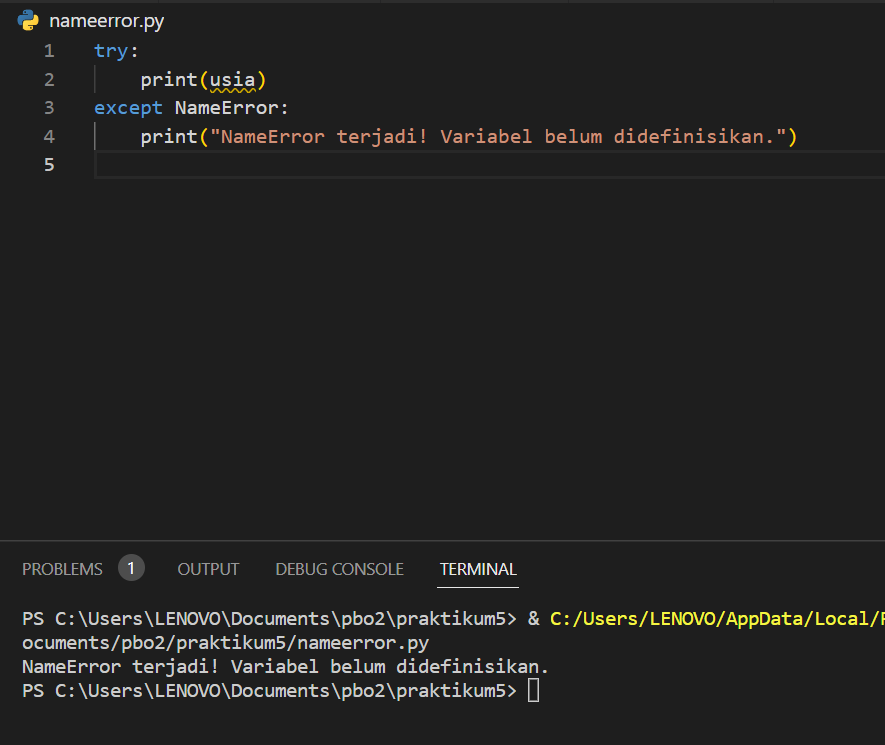 nameerror.py
1 try:
2     print(usia)
3 except NameError:
4     print("NameError terjadi! Variabel belum didefinisikan.")
5
PROBLEMS 1 OUTPUT DEBUG CONSOLE TERMINAL
PS C:\Users\LENOVO\Documents\pbo2\praktikum5> & C:/Users/LENOVO/AppData/Local/
ocuments/pbo2/praktikum5/nameerror.py
NameError terjadi! Variabel belum didefinisikan.
PS C:\Users\LENOVO\Documents\pbo2\praktikum5>